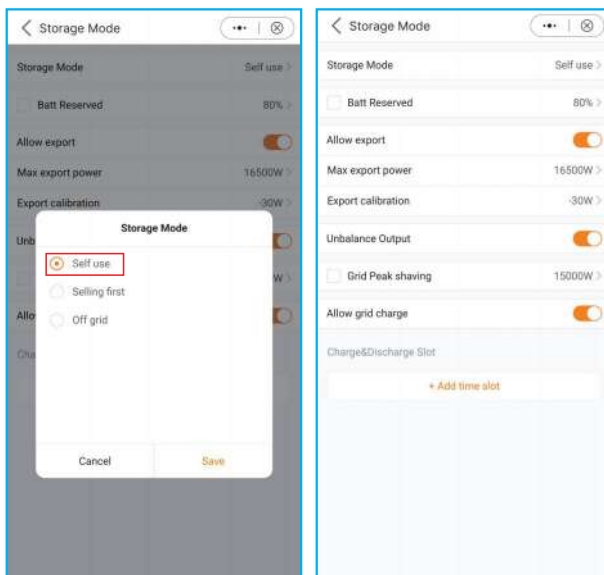 Storage Mode
Storage Mode Self use >
Batt Reserved 80% >
Allow export
Max export power 16500W >
Export calibration -30W >
Unb
W >
Allo
Cha
Storage Mode
Self use
Selling first
Off grid
Cancel Save
Storage Mode
Storage Mode Self use >
Batt Reserved 80% >
Allow export
Max export power 16500W >
Export calibration -30W >
Unbalance Output
Grid Peak shaving 15000W >
Allow grid charge
Charge&Discharge Slot
+ Add time slot